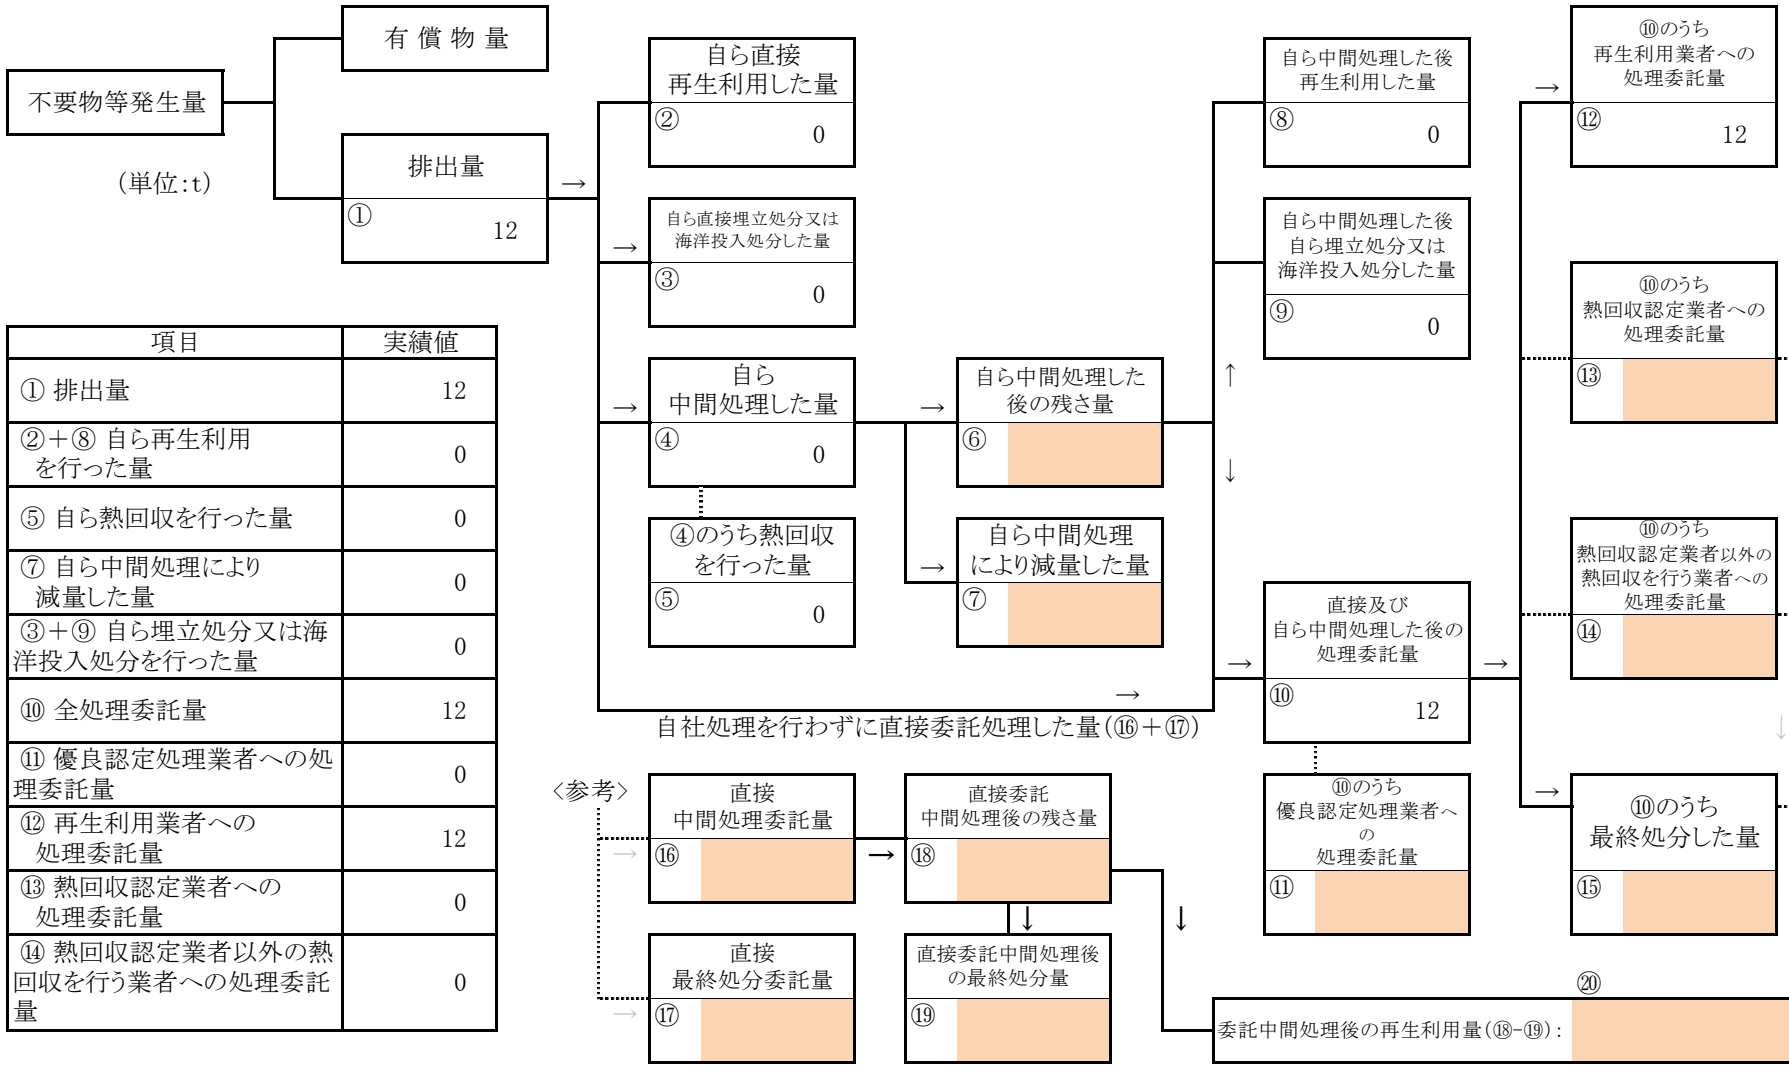 不要物等発生量
有 償 物 量
(単位:t)
排出量
①
12
→
自ら直接
再生利用した量
②
0
→
自ら直接埋立処分又は
海洋投入処分した量
③
0
→
自ら
中間処理した量
④
0
④のうち熱回収
を行った量
⑤
0
→
自ら中間処理した
後の残さ量
⑥
→
自ら中間処理
により減量した量
⑦
→
自社処理を行わずに直接委託処理した量(⑯+⑰)
↑
↓
自ら中間処理した後
再生利用した量
⑧
0
自ら中間処理した後
自ら埋立処分又は
海洋投入処分した量
⑨
0
→
直接及び
自ら中間処理した後の
処理委託量
⑩
12
⑩のうち
優良認定処理業者へ
の
処理委託量
⑪
→
→
⑩のうち
再生利用業者への
処理委託量
⑫
12
⑩のうち
熱回収認定業者への
処理委託量
⑬
⑩のうち
熱回収認定業者以外の
熱回収を行う業者への
処理委託量
⑭
↓
→
⑩のうち
最終処分した量
⑮
項目 実績値
① 排出量 12
②+⑧ 自ら再生利用
を行った量 0
⑤ 自ら熱回収を行った量 0
⑦ 自ら中間処理により
減量した量 0
③+⑨ 自ら埋立処分又は海
洋投入処分を行った量 0
⑩ 全処理委託量 12
⑪ 優良認定処理業者への処
理委託量 0
⑫ 再生利用業者への
処理委託量 12
⑬ 熱回収認定業者への
処理委託量 0
⑭ 熱回収認定業者以外の熱
回収を行う業者への処理委託
量 0
<参考>
→
直接
中間処理委託量
⑯
→
直接委託
中間処理後の残さ量
⑱
↓
↓
→
直接
最終処分委託量
⑰
直接委託中間処理後
の最終処分量
⑲
⑳
委託中間処理後の再生利用量(⑱-⑲):